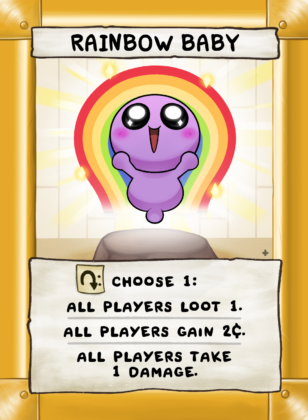 RAINBOW BABY
: CHOOSE 1:
ALL PLAYERS LOOT 1.
ALL PLAYERS GAIN 2¢.
ALL PLAYERS TAKE
1 DAMAGE.